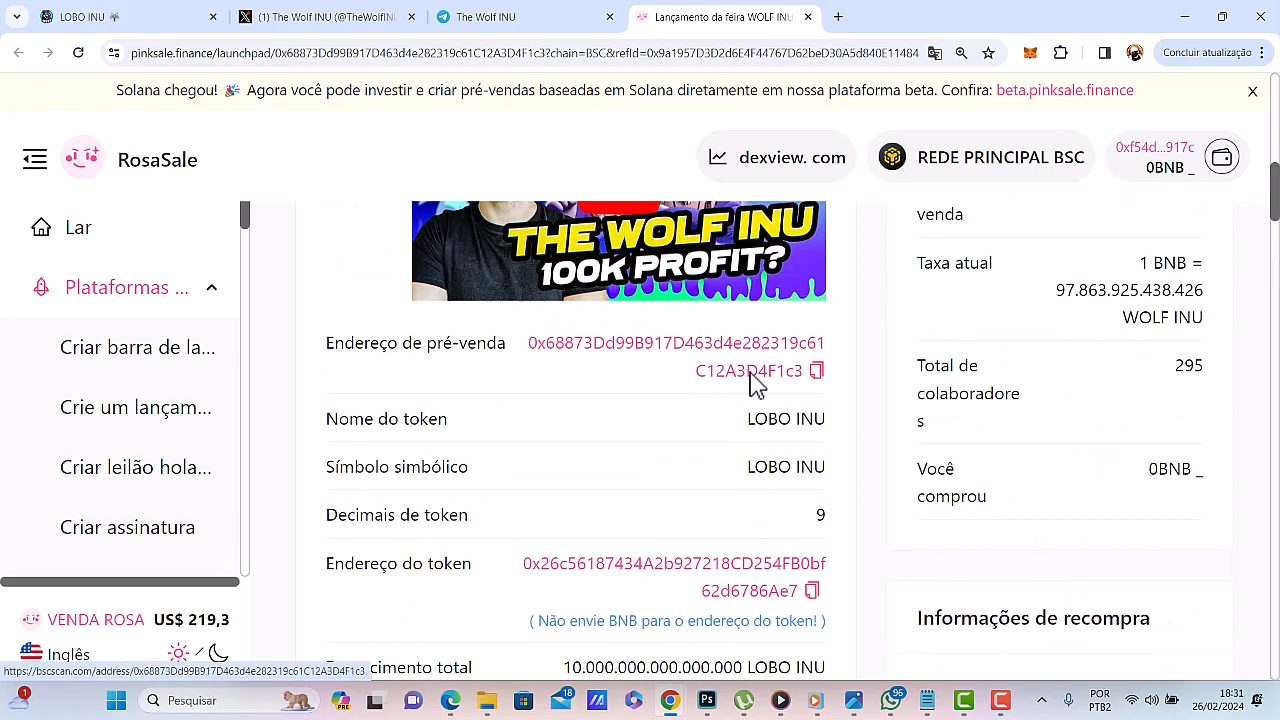 LOBO INU
(1) The Wolf INU (@TheWolfINU
The Wolf INU
Lançamento da feira WOLF INU
pinksale.finance/launchpad/0x68873Dd99B917D463d4e282319c61C12A3D4F1c3?chain=BSC&refId=0x9a1957D3D2d6E4F44767D62beD30A5d840E11484
Concluir atualização
Solana chegou! 🎉 Agora você pode investir e criar pré-vendas baseadas em Solana diretamente em nossa plataforma beta. Confira: beta.pinksale.finance
RosaSale
dexview. com
REDE PRINCIPAL BSC
0xf54d...917c
0BNB _
Lar
Plataformas ...
Criar barra de la...
Crie um lançam...
Criar leilão hola...
Criar assinatura
VENDA ROSA US$ 219,3
Inglês
THE WOLF INU
100K PROFIT?
Endereço de pré-venda 0x68873Dd99B917D463d4e282319c61
C12A3D4F1c3
Nome do token LOBO INU
Símbolo simbólico LOBO INU
Decimais de token 9
Endereço do token 0x26c56187434A2b927218CD254FB0bf
62d6786Ae7
( Não envie BNB para o endereço do token! )
10.000.000.000.000.000 LOBO INU
venda
Taxa atual 1 BNB =
97.863.925.438.426
WOLF INU
Total de 295
colaboradore
s
Você 0BNB _
comprou
Informações de recompra
https://bscscan.com/address/0x68873Dd99B917D463d4e282319c61C12A3D4F1c3
1
Pesquisar
18
96
POR
PTB2
18:31
26/02/2024